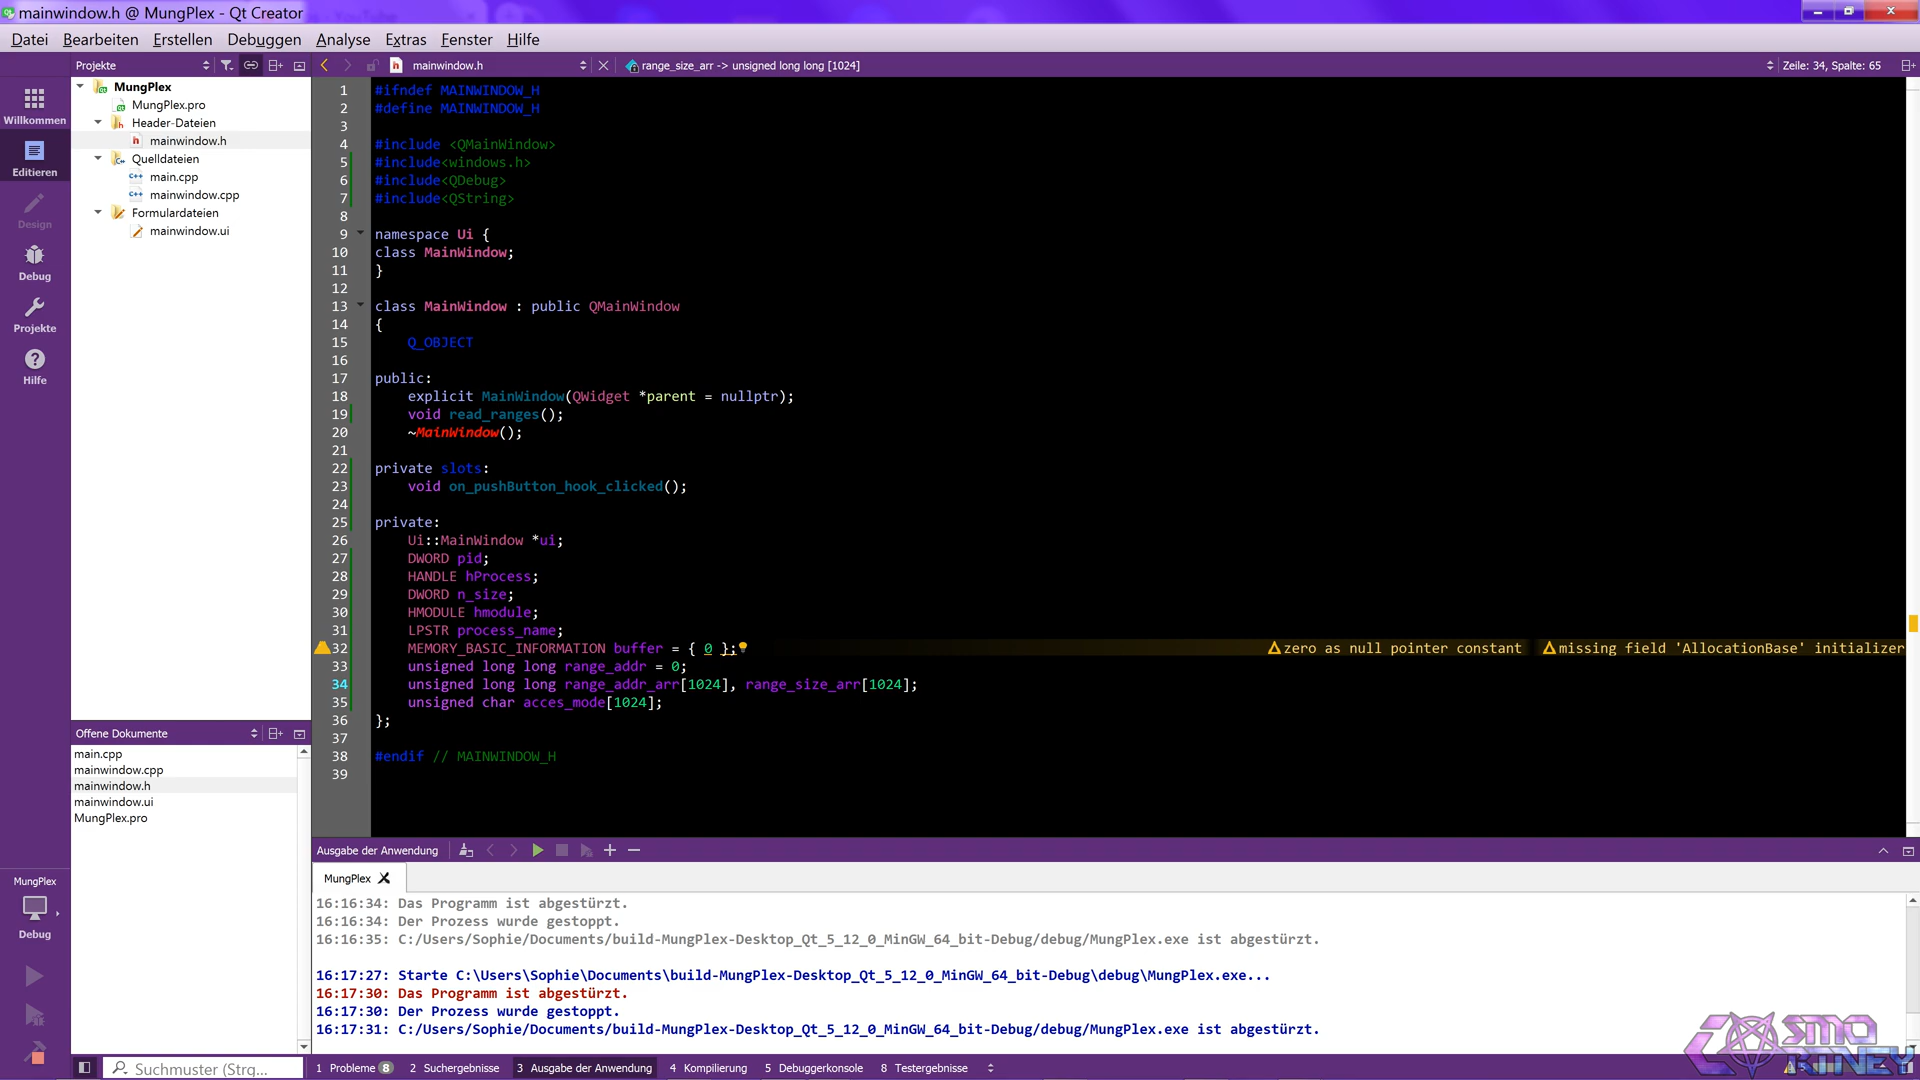 mainwindow.h @ MungPlex - Qt Creator
Datei Bearbeiten Erstellen Debuggen Analyse Extras Fenster Hilfe
Projekte
mainwindow.h
range_size_arr -> unsigned long long [1024]
Zeile: 34, Spalte: 65
Willkommen
Editieren
Design
Debug
Projekte
Hilfe
MungPlex
MungPlex.pro
Header-Dateien
mainwindow.h
Quelldateien
main.cpp
mainwindow.cpp
Formulardateien
mainwindow.ui
1 #ifndef MAINWINDOW_H
2 #define MAINWINDOW_H
3
4 #include <QMainWindow>
5 #include<windows.h>
6 #include<QDebug>
7 #include<QString>
8
9 namespace Ui {
10 class MainWindow;
11 }
12
13 class MainWindow : public QMainWindow
14 {
15 Q_OBJECT
16
17 public:
18 explicit MainWindow(QWidget *parent = nullptr);
19 void read_ranges();
20 ~MainWindow();
21
22 private slots:
23 void on_pushButton_hook_clicked();
24
25 private:
26 Ui::MainWindow *ui;
27 DWORD pid;
28 HANDLE hProcess;
29 DWORD n_size;
30 HMODULE hmodule;
31 LPSTR process_name;
32 MEMORY_BASIC_INFORMATION buffer = { 0 }; zero as null pointer constant missing field 'AllocationBase' initializer
33 unsigned long long range_addr = 0;
34 unsigned long long range_addr_arr[1024], range_size_arr[1024];
35 unsigned char acces_mode[1024];
36 };
37
38 #endif // MAINWINDOW_H
39
Offene Dokumente
main.cpp
mainwindow.cpp
mainwindow.h
mainwindow.ui
MungPlex.pro
MungPlex
Debug
Ausgabe der Anwendung
MungPlex
16:16:34: Das Programm ist abgestürzt.
16:16:34: Der Prozess wurde gestoppt.
16:16:35: C:/Users/Sophie/Documents/build-MungPlex-Desktop_Qt_5_12_0_MinGW_64_bit-Debug/debug/MungPlex.exe ist abgestürzt.
16:17:27: Starte C:\Users\Sophie\Documents\build-MungPlex-Desktop_Qt_5_12_0_MinGW_64_bit-Debug\debug\MungPlex.exe...
16:17:30: Das Programm ist abgestürzt.
16:17:30: Der Prozess wurde gestoppt.
16:17:31: C:/Users/Sophie/Documents/build-MungPlex-Desktop_Qt_5_12_0_MinGW_64_bit-Debug/debug/MungPlex.exe ist abgestürzt.
Suchmuster (Strg...
1 Probleme 8 2 Suchergebnisse 3 Ausgabe der Anwendung 4 Kompilierung 5 Debuggerkonsole 8 Testergebnisse